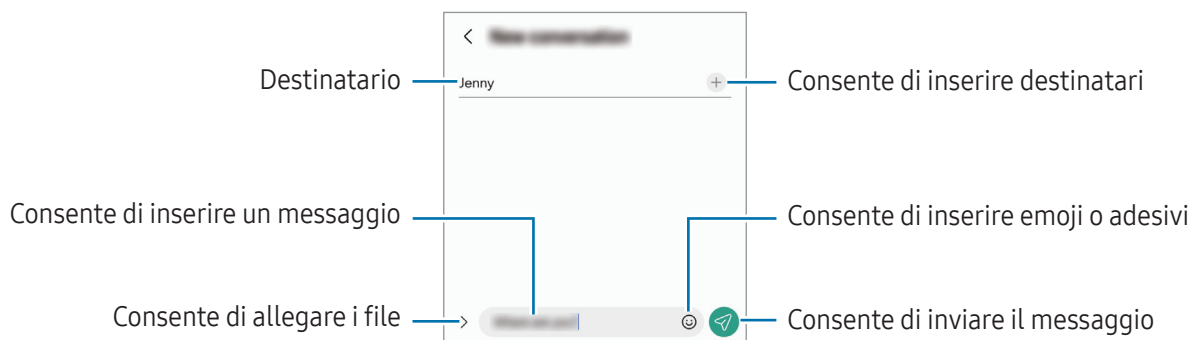 Destinatario
Jenny
Consente di inserire destinatari
Consente di inserire un messaggio
Consente di inserire emoji o adesivi
Consente di allegare i file
Consente di inviare il messaggio